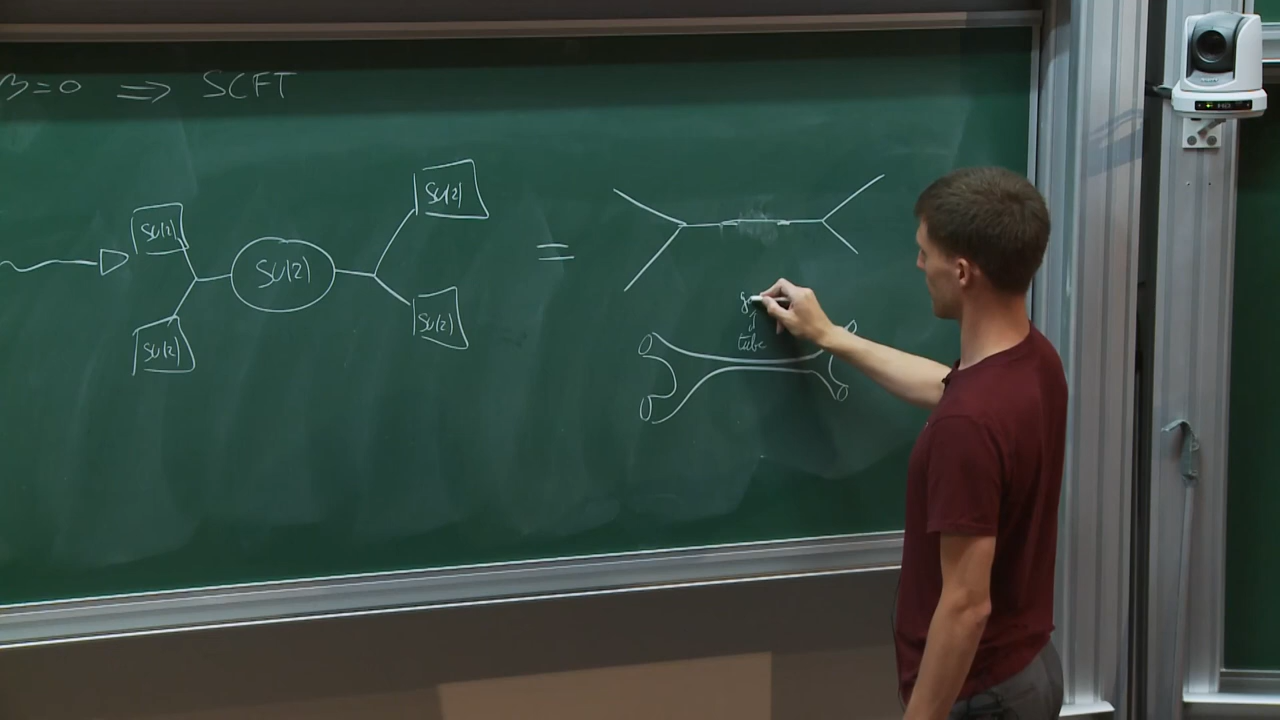 β=0 ⟹ SCFT
SU(2)
SU(2)
SU(2)
=
SU(2)
SU(2)
tube